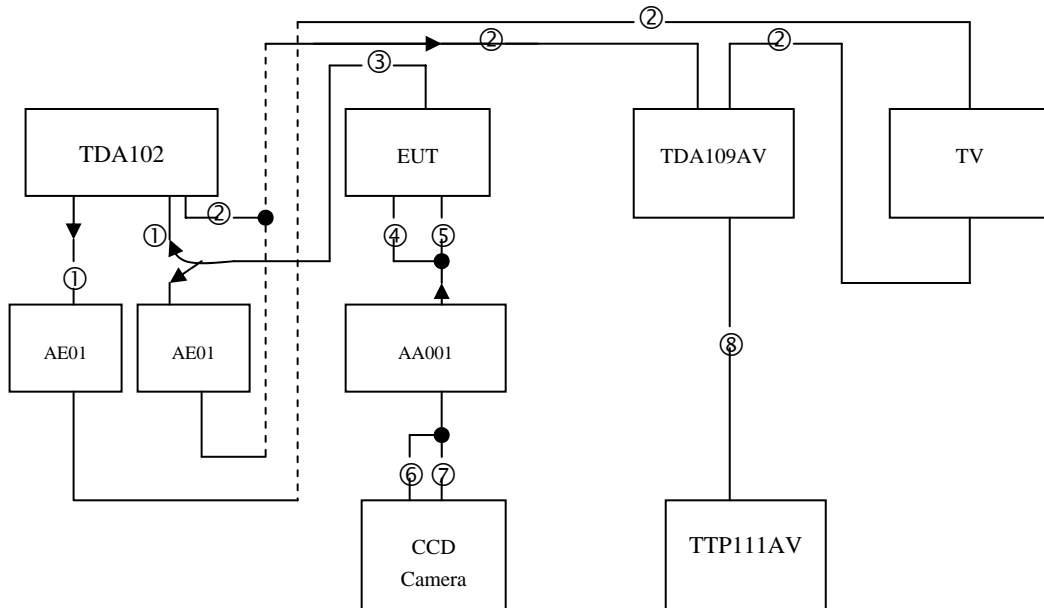 ②
② ②
③
TDA102 EUT TDA109AV TV
②
① ④ ⑤
①
AE01 AE01 AA001
⑧
⑥ ⑦
CCD TTP111AV
Camera